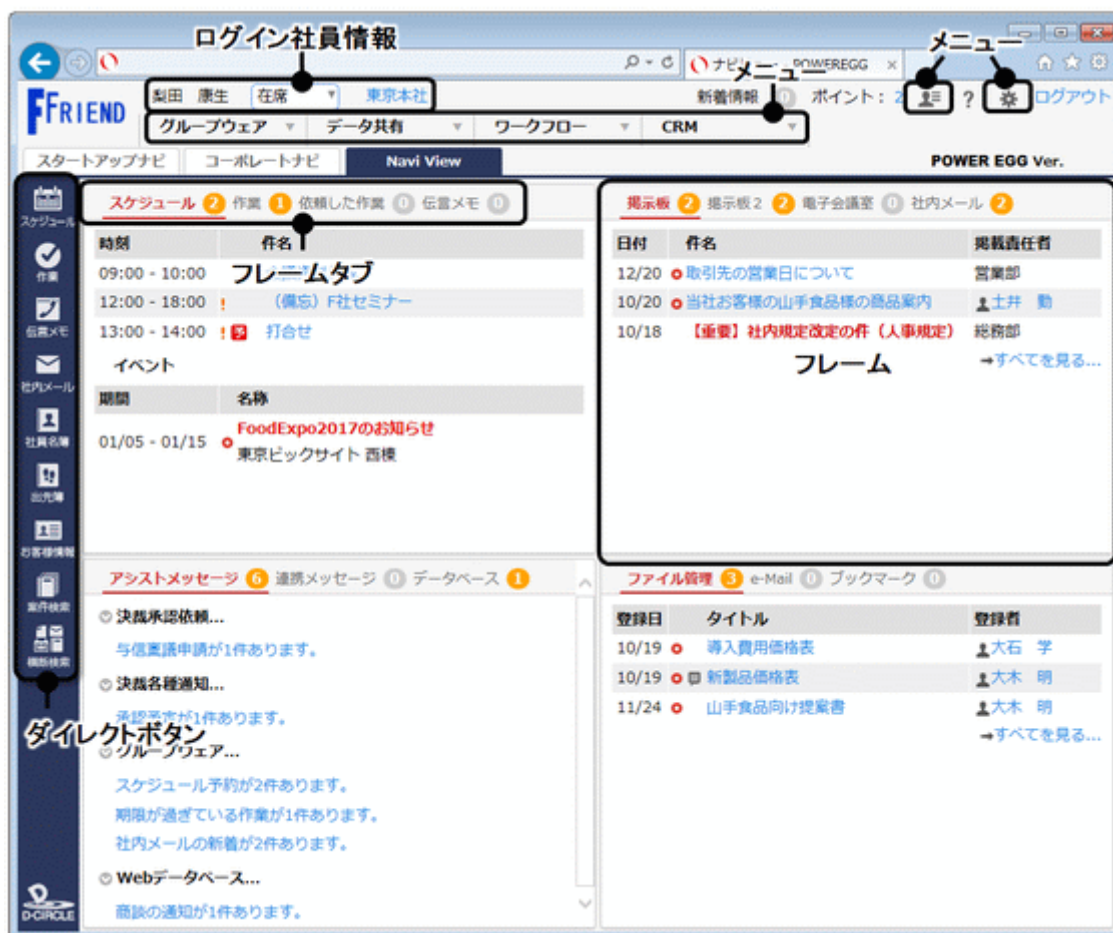 ログイン社員情報
メニュー
ナビ
POWEREGG ×
メニュー
FFRIEND
梨田 康生 在席 東京本社
新着情報 0 ポイント: 2 ? ログアウト
グループウェア データ共有 ワークフロー CRM
スタートアップナビ コーポレートナビ Navi View POWER EGG Ver.
スケジュール 2 作業 1 依頼した作業 0 伝言メモ 0
時刻 件名
09:00 - 10:00
フレームタブ
12:00 - 18:00 ! (備忘)F社セミナー
13:00 - 14:00 ! 予 打合せ
イベント
期間 名称
01/05 - 01/15 FoodExpo2017のお知らせ
東京ビックサイト 西棟
掲示板 2 掲示板2 2 電子会議室 0 社内メール 2
日付 件名 掲載責任者
12/20 取引先の営業日について 営業部
10/20 当社お客様の山手食品様の商品案内 土井 勤
10/18 【重要】社内規定改定の件(人事規定) 総務部
フレーム
➡すべてを見る...
スケジュール
作業
伝言メモ
社内メール
社員名簿
出先簿
お客様情報
案件検索
横断検索
ダイレクトボタン
D-CIRCLE
アシストメッセージ 6 連携メッセージ 0 データベース 1
決裁承認依頼...
与信稟議申請が1件あります。
決裁各種通知...
承認予定が1件あります。
グループウェア...
スケジュール予約が2件あります。
期限が過ぎている作業が1件あります。
社内メールの新着が2件あります。
Webデータベース...
商談の通知が1件あります。
ファイル管理 3 e-Mail 0 ブックマーク 0
登録日 タイトル 登録者
10/19 導入費用価格表 大石 学
10/19 新製品価格表 大木 明
11/24 山手食品向け提案書 大木 明
➡すべてを見る...